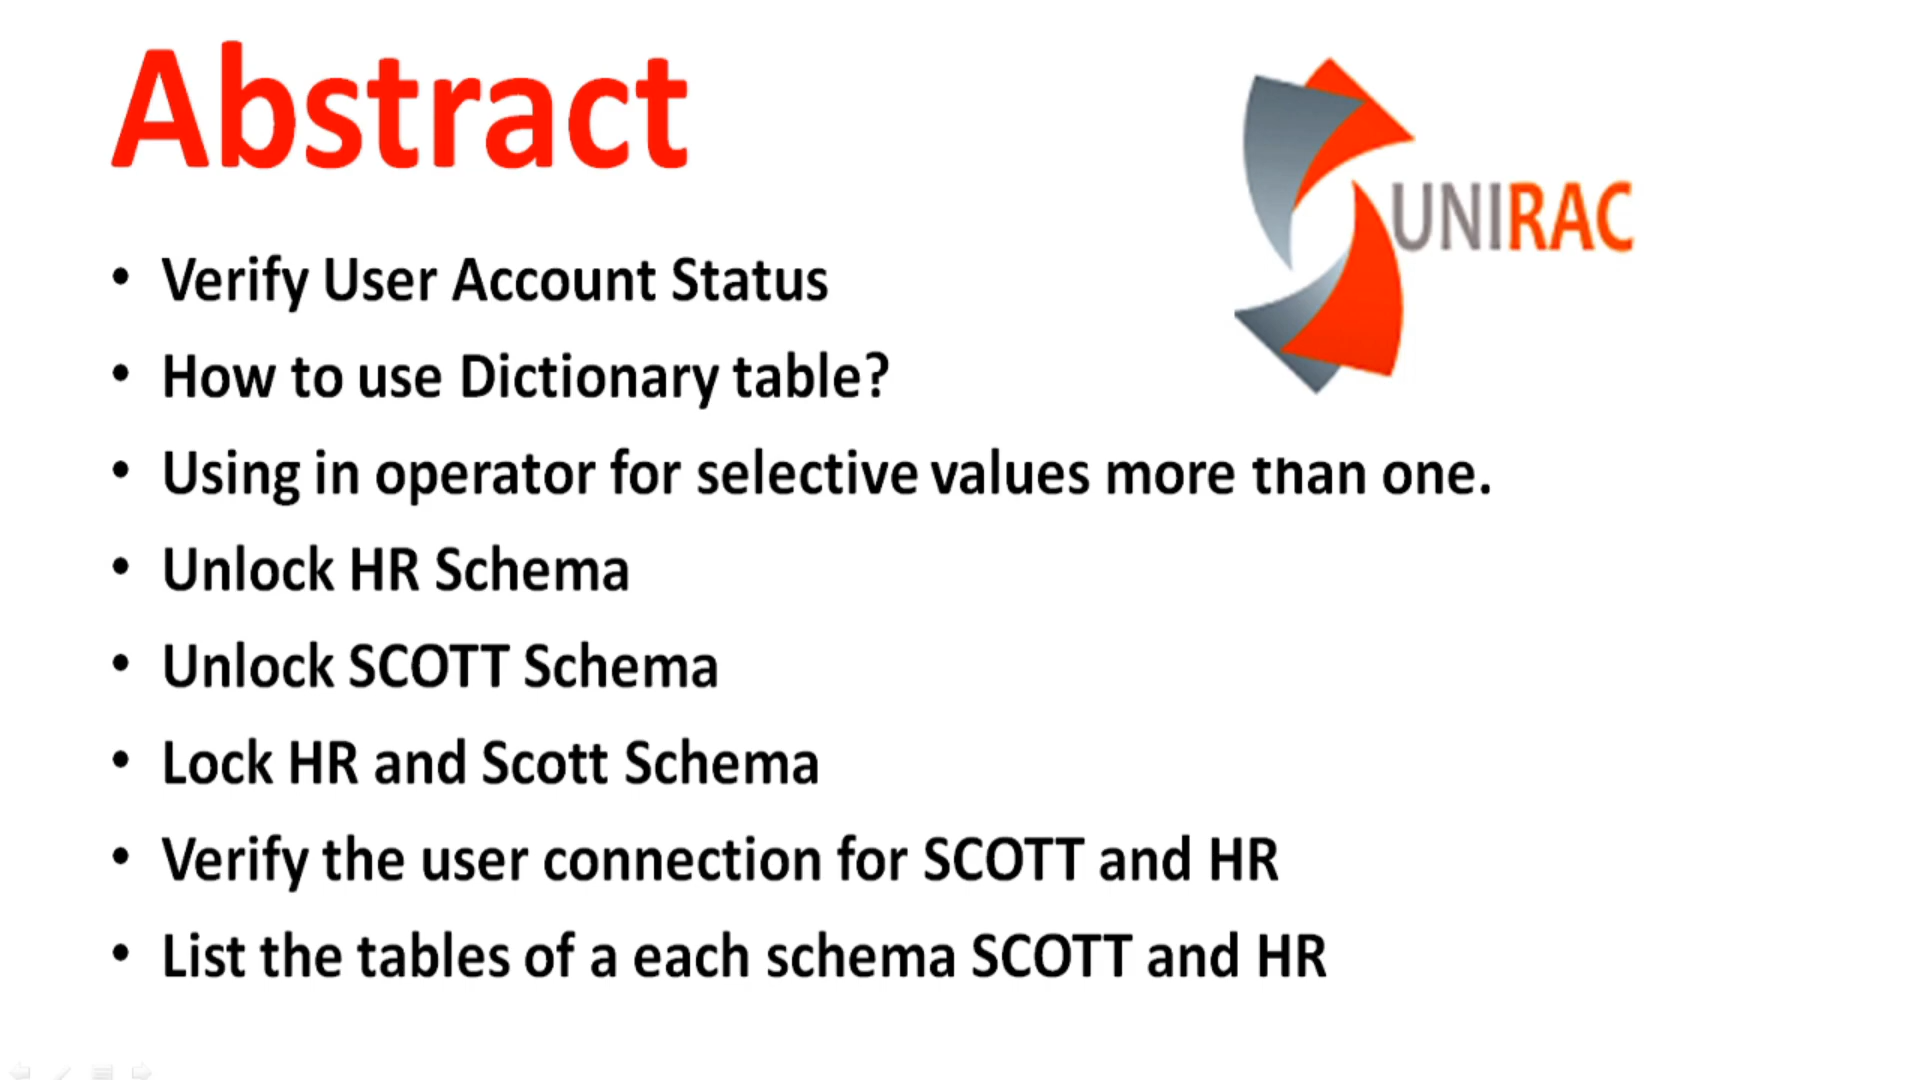 Abstract
UNIRAC
• Verify User Account Status
• How to use Dictionary table?
• Using in operator for selective values more than one.
• Unlock HR Schema
• Unlock SCOTT Schema
• Lock HR and Scott Schema
• Verify the user connection for SCOTT and HR
• List the tables of a each schema SCOTT and HR